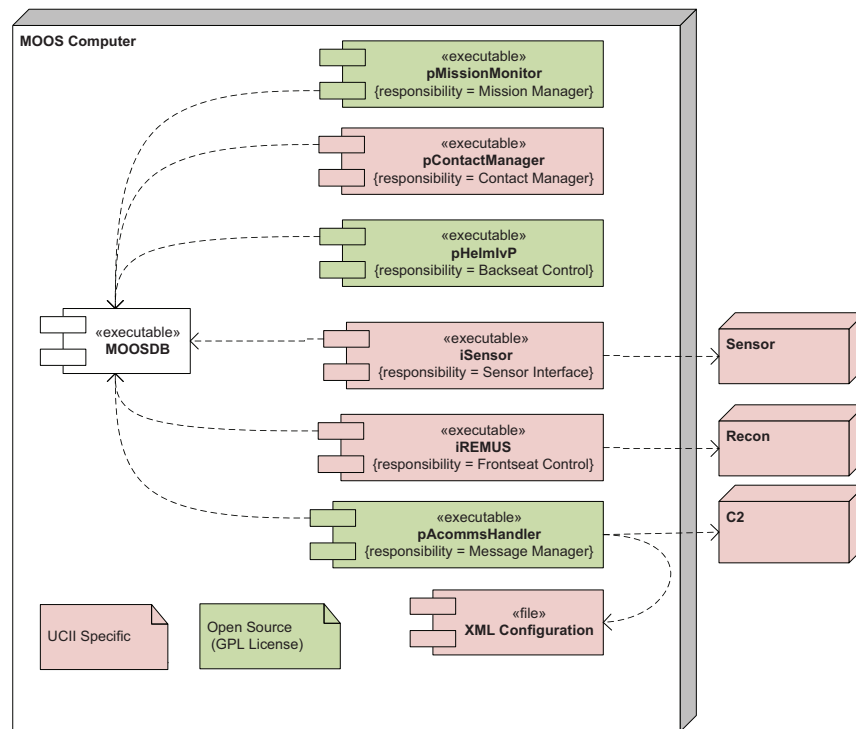 MOOS Computer
«executable»
pMissionMonitor
{responsibility = Mission Manager}
«executable»
pContactManager
{responsibility = Contact Manager}
«executable»
pHelmIvP
{responsibility = Backseat Control}
«executable»
MOOSDB
«executable»
iSensor
{responsibility = Sensor Interface}
Sensor
«executable»
iREMUS
{responsibility = Frontseat Control}
Recon
«executable»
pAcommsHandler
{responsibility = Message Manager}
C2
«file»
XML Configuration
UCII Specific
Open Source
(GPL License)